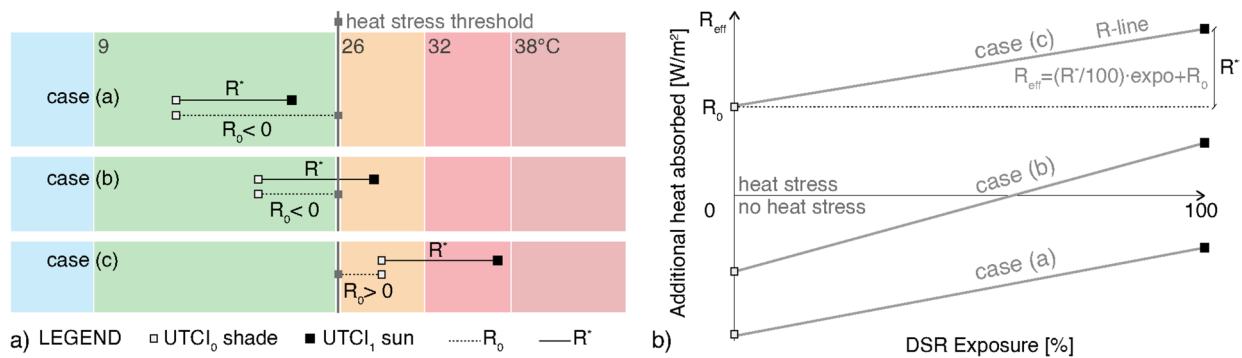 heat stress threshold
9 26 32 38°C
case (a)
R*
R₀< 0
case (b)
R*
R₀< 0
case (c)
R*
R₀> 0
a) LEGEND UTCI₀ shade UTCI₁ sun R₀ R*
Additional heat absorbed [W/m²]
Reff
case (c)
R-line
Reff=(R*/100)·expo+R₀
R*
R₀
case (b)
heat stress
0
no heat stress
100
case (a)
b)
DSR Exposure [%]